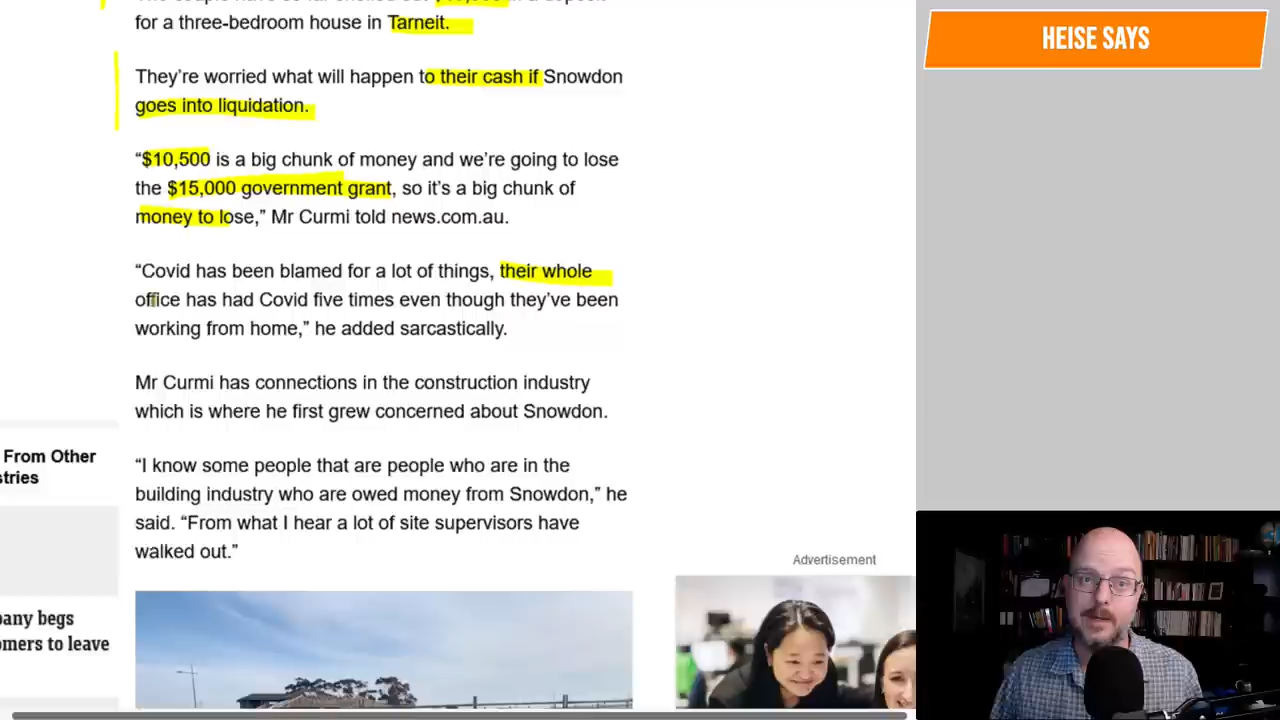 for a three-bedroom house in Tarneit.
They’re worried what will happen to their cash if Snowdon
goes into liquidation.
“$10,500 is a big chunk of money and we’re going to lose
the $15,000 government grant, so it’s a big chunk of
money to lose,” Mr Curmi told news.com.au.
“Covid has been blamed for a lot of things, their whole
office has had Covid five times even though they’ve been
working from home,” he added sarcastically.
Mr Curmi has connections in the construction industry
which is where he first grew concerned about Snowdon.
“I know some people that are people who are in the
building industry who are owed money from Snowdon,” he
said. “From what I hear a lot of site supervisors have
walked out.”
From Other
stries
pany begs
omers to leave
Advertisement
HEISE SAYS